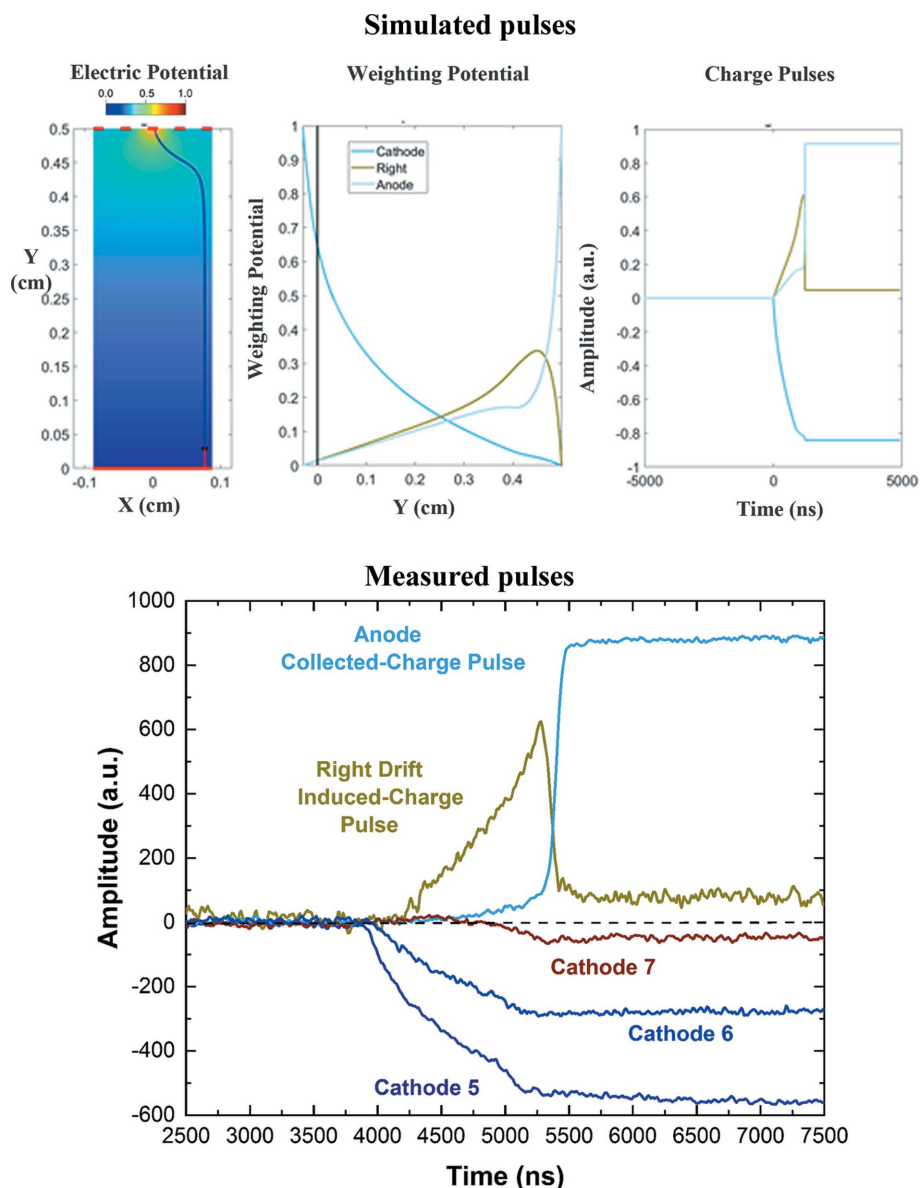 Simulated pulses
Electric Potential
0.0 0.5 1.0
0.5
0.45
0.4
0.35
0.3
0.25
0.2
0.15
0.1
0.05
0
Y
(cm)
-0.1 0 0.1
X (cm)
Weighting Potential
1
0.9
0.8
0.7
0.6
0.5
0.4
0.3
0.2
0.1
0
Weighting Potential
Cathode
Right
Anode
0 0.1 0.2 0.3 0.4
Y (cm)
Charge Pulses
1
0.8
0.6
0.4
0.2
0
-0.2
-0.4
-0.6
-0.8
-1
Amplitude (a.u.)
-5000 0 5000
Time (ns)
Measured pulses
1000
800
600
400
200
0
-200
-400
-600
Amplitude (a.u.)
Anode
Collected-Charge Pulse
Right Drift
Induced-Charge
Pulse
Cathode 7
Cathode 6
Cathode 5
2500 3000 3500 4000 4500 5000 5500 6000 6500 7000 7500
Time (ns)